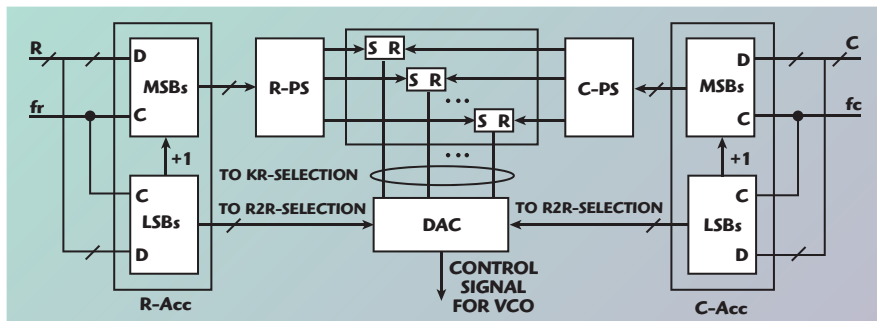 R
fr
D
MSBs
C
+1
C
LSBs
D
R-Acc
R-PS
S R
S R
...
S R
...
TO KR-SELECTION
TO R2R-SELECTION
DAC
TO R2R-SELECTION
CONTROL
SIGNAL
FOR VCO
C-PS
D
MSBs
C
+1
C
LSBs
D
C-Acc
C
fc